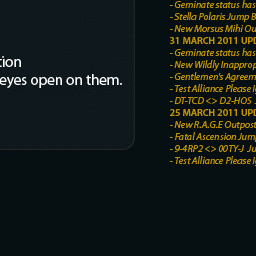 tion
eyes open on them.
- Geminate status has
- Stella Polaris Jump B
- New Morsus Mihi Ou
31 MARCH 2011 UPD
- Geminate status has
- New Wildly Inapprop
- Gentlemen's Agreem
- Test Alliance Please I
- DT-TCD <> D2-HOS
25 MARCH 2011 UPD
- New R.A.G.E Outpost
- Fatal Ascension Jum
- 9-4RP2 <> 00TY-J Ju
- Test Alliance Please I